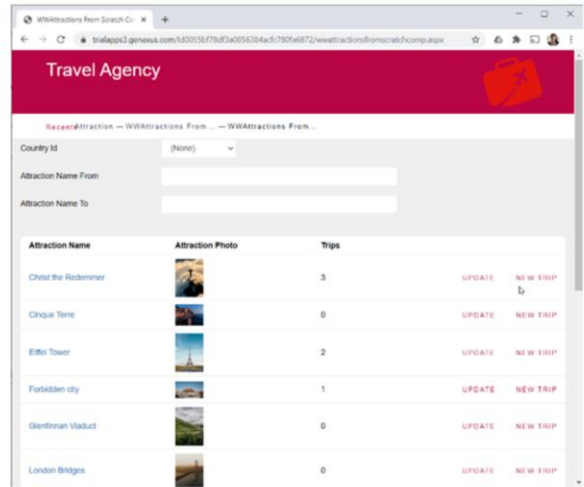 WWAttractions From Scratch Co
trialapps3.genexus.com/Id0055bf78df3a0856384acfc780fa6872/wwattractionsfromscratchcomp.aspx
Travel Agency
Recents Attraction — WWAttractions From... — WWAttractions From...
Country Id (None)
Attraction Name From
Attraction Name To
Attraction Name Attraction Photo Trips
Christ the Redemmer 3 UPDATE NEW TRIP
Cinque Terre 0 UPDATE NEW TRIP
Eiffel Tower 2 UPDATE NEW TRIP
Forbidden city 1 UPDATE NEW TRIP
Glenfinnan Viaduct 0 UPDATE NEW TRIP
London Bridges 0 UPDATE NEW TRIP